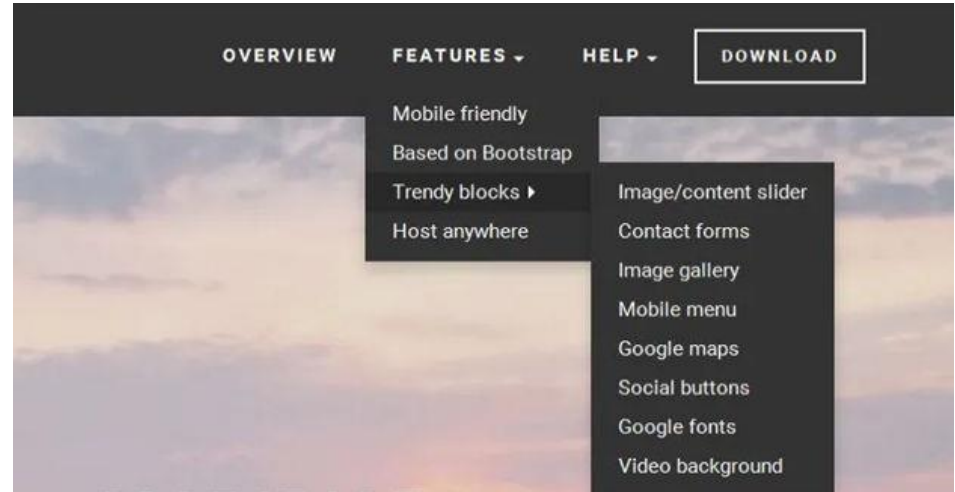 OVERVIEW FEATURES HELP DOWNLOAD
Mobile friendly
Based on Bootstrap
Trendy blocks
Host anywhere
Image/content slider
Contact forms
Image gallery
Mobile menu
Google maps
Social buttons
Google fonts
Video background